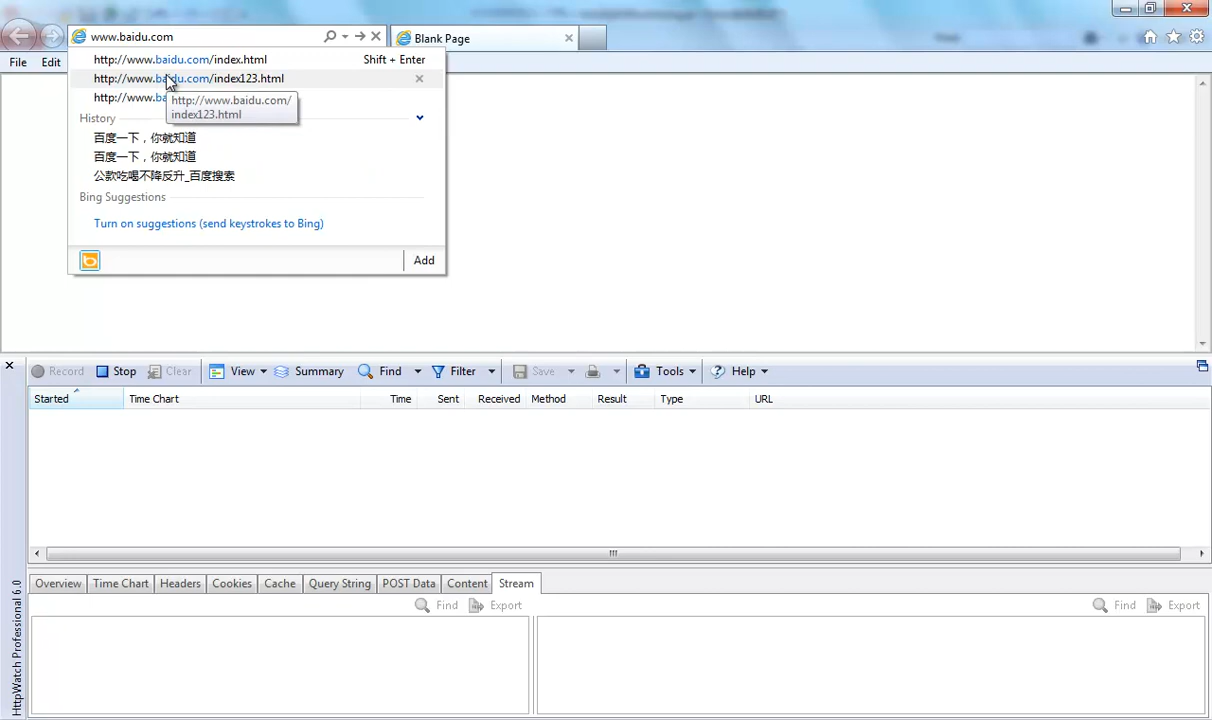 www.baidu.com
Blank Page
File Edit
http://www.baidu.com/index.html Shift + Enter
http://www.baidu.com/index123.html
http://www.ba
http://www.baidu.com/
index123.html
History
百度一下，你就知道
百度一下，你就知道
公款吃喝不降反升_百度搜索
Bing Suggestions
Turn on suggestions (send keystrokes to Bing)
Add
Record Stop Clear View Summary Find Filter Save Tools Help
Started Time Chart Time Sent Received Method Result Type URL
Overview Time Chart Headers Cookies Cache Query String POST Data Content Stream
Find Export Find Export
HttpWatch Professional 6.0